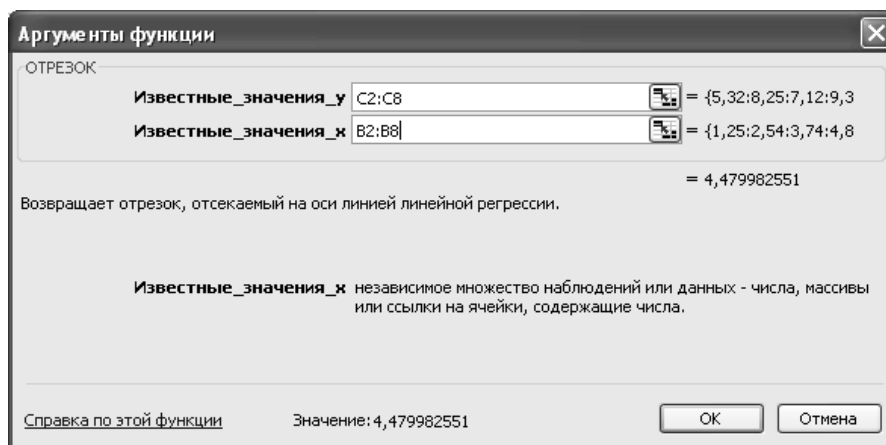 Аргументы функции
ОТРЕЗОК
Известные_значения_y C2:C8 = {5,32:8,25:7,12:9,3
Известные_значения_x B2:B8 = {1,25:2,54:3,74:4,8
= 4,479982551
Возвращает отрезок, отсекаемый на оси линией линейной регрессии.
Известные_значения_x независимое множество наблюдений или данных - числа, массивы
или ссылки на ячейки, содержащие числа.
Справка по этой функции Значение:4,479982551 ОК Отмена